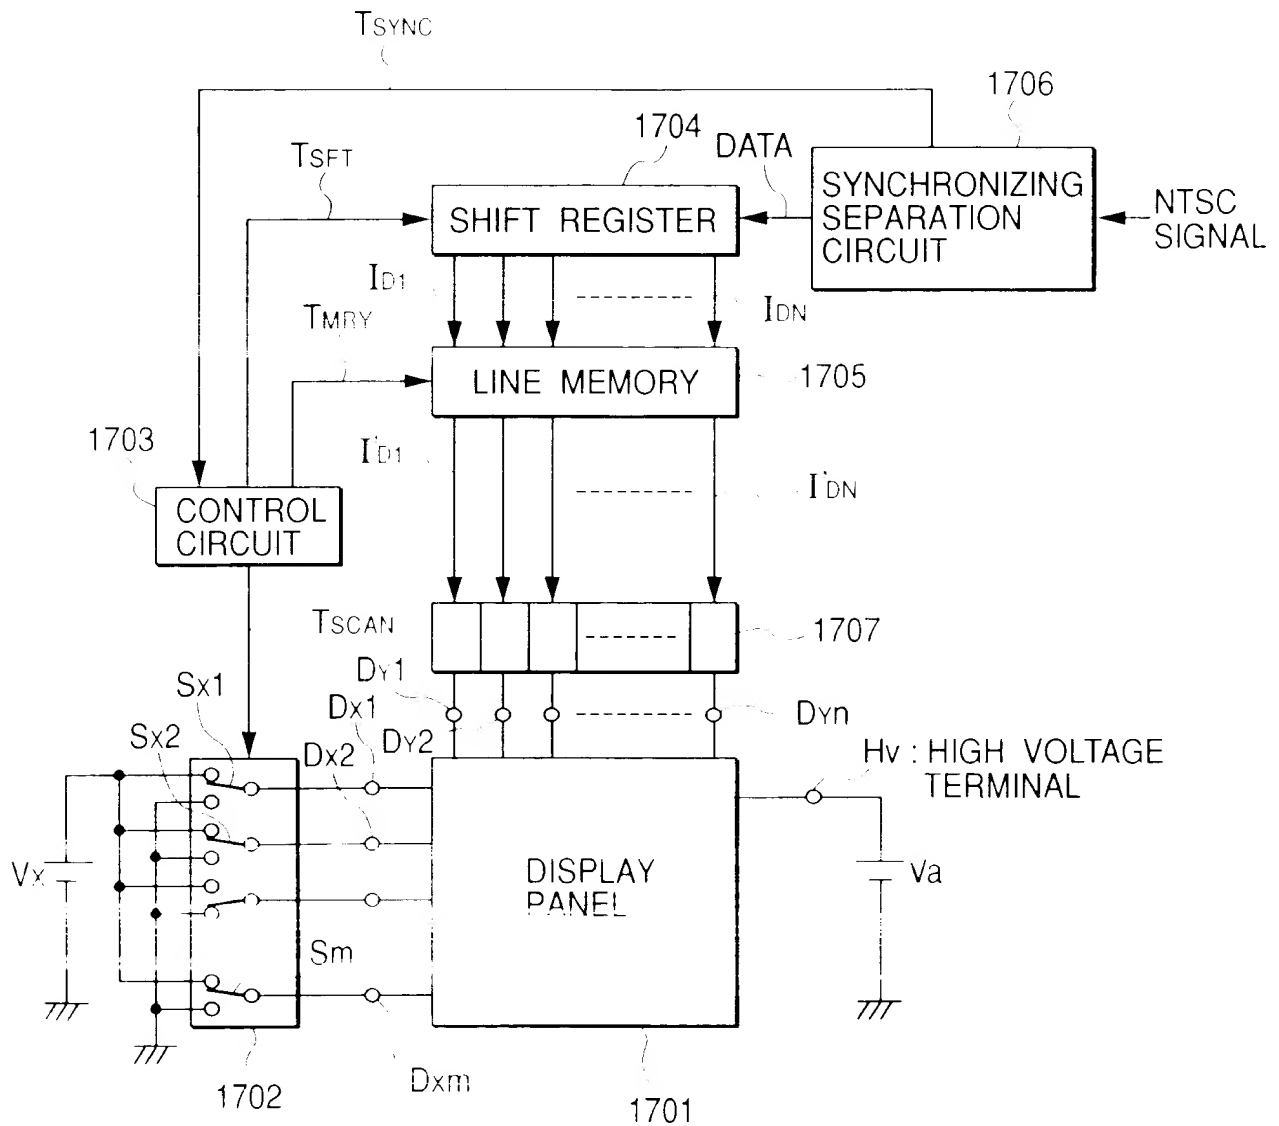 TSYNC
1706
1704
DATA
TSFT
SYNCHRONIZING
SEPARATION
CIRCUIT
SHIFT REGISTER
NTSC
SIGNAL
ID1
IDN
TMRY
LINE MEMORY
1705
1703
I'D1
I'DN
CONTROL
CIRCUIT
TSCAN
1707
DY1
SX1
DX1
DY2
DYn
SX2
DX2
HV : HIGH VOLTAGE
TERMINAL
VX
DISPLAY
PANEL
Va
Sm
DXm
1702
1701